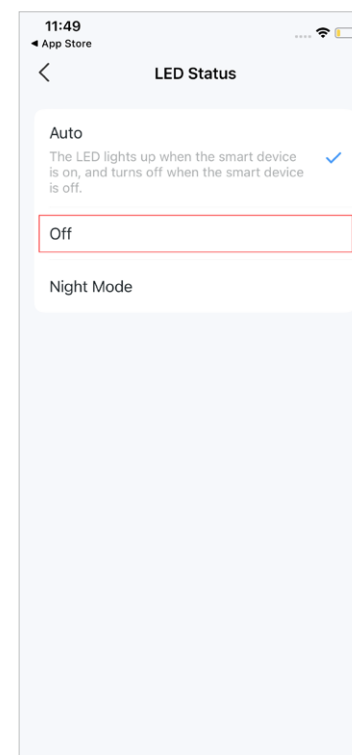 11:49
◀ App Store
LED Status
Auto
The LED lights up when the smart device
is on, and turns off when the smart device
is off.
Off
Night Mode